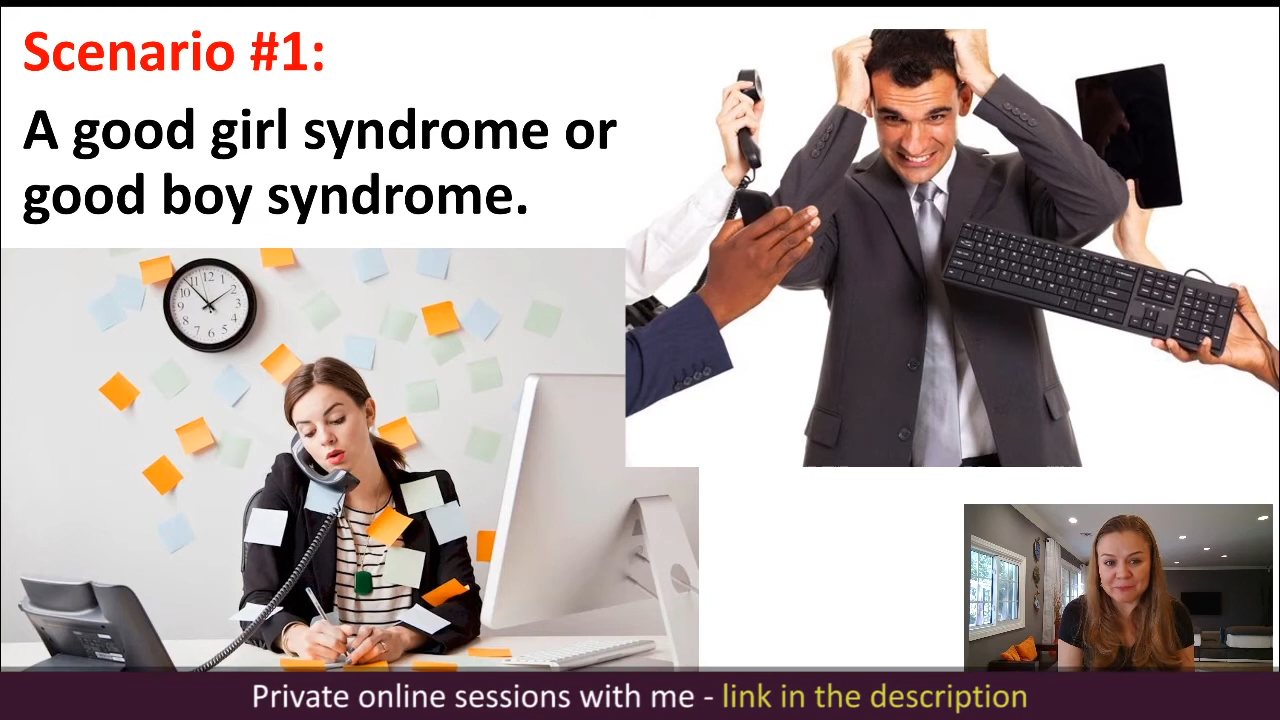 Scenario #1:
A good girl syndrome or
good boy syndrome.
Private online sessions with me - link in the description